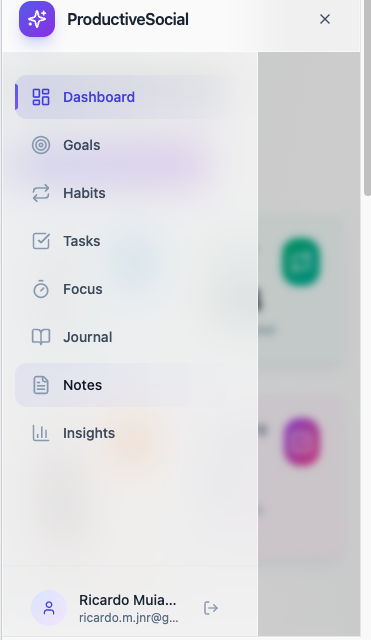 ProductiveSocial
Dashboard
Goals
Habits
Tasks
Focus
Journal
Notes
Insights
Ricardo Muia...
ricardo.m.jnr@g...